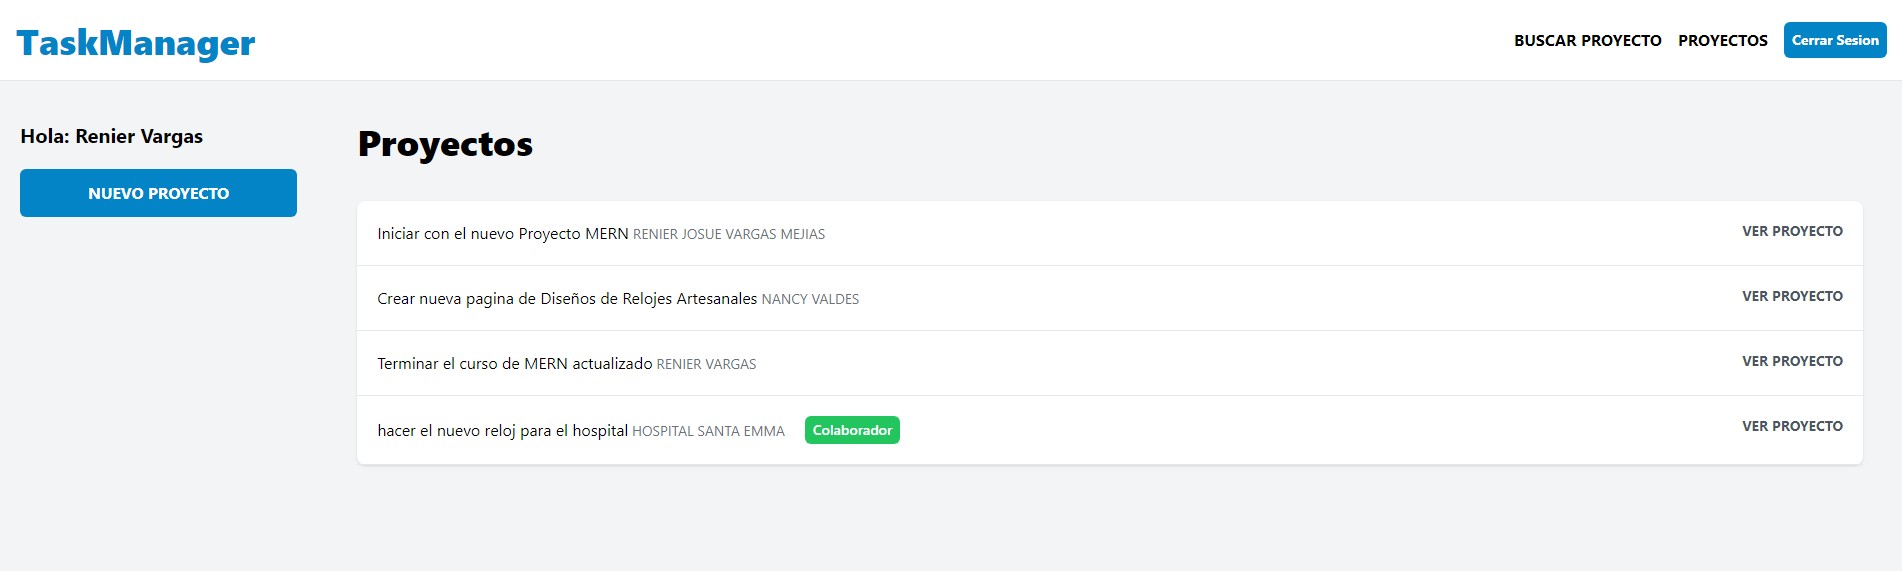 TaskManager
BUSCAR PROYECTO PROYECTOS Cerrar Sesion
Hola: Renier Vargas
NUEVO PROYECTO
Proyectos
Iniciar con el nuevo Proyecto MERN RENIER JOSUE VARGAS MEJIAS VER PROYECTO
Crear nueva pagina de Diseños de Relojes Artesanales NANCY VALDES VER PROYECTO
Terminar el curso de MERN actualizado RENIER VARGAS VER PROYECTO
hacer el nuevo reloj para el hospital HOSPITAL SANTA EMMA Colaborador VER PROYECTO